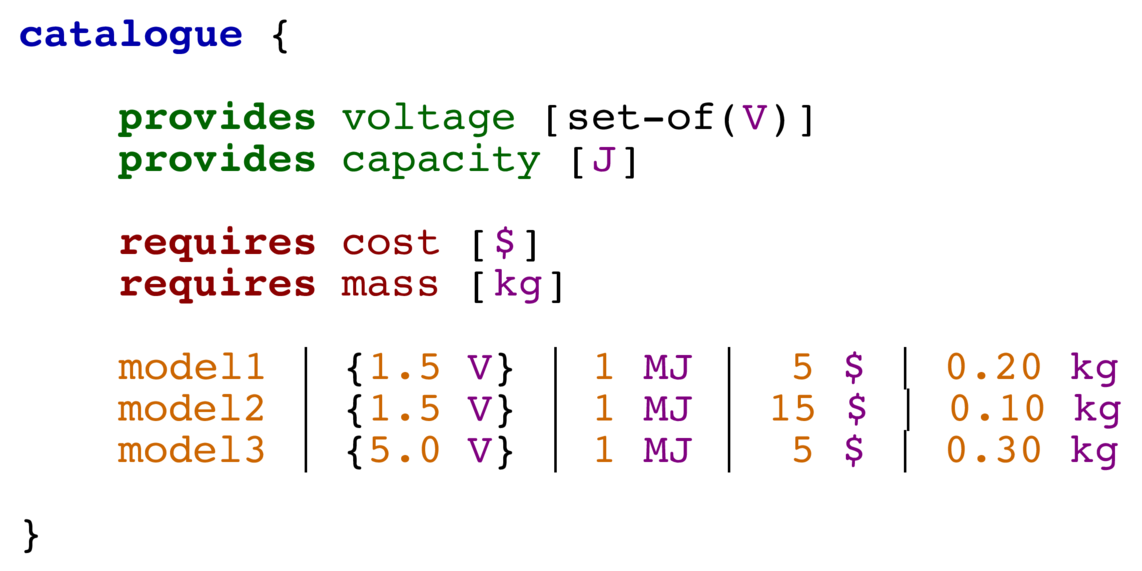 catalogue {
provides voltage [set-of(V)]
provides capacity [J]
requires cost [$]
requires mass [kg]
model1 | {1.5 V} | 1 MJ | 5 $ | 0.20 kg
model2 | {1.5 V} | 1 MJ | 15 $ | 0.10 kg
model3 | {5.0 V} | 1 MJ | 5 $ | 0.30 kg
}